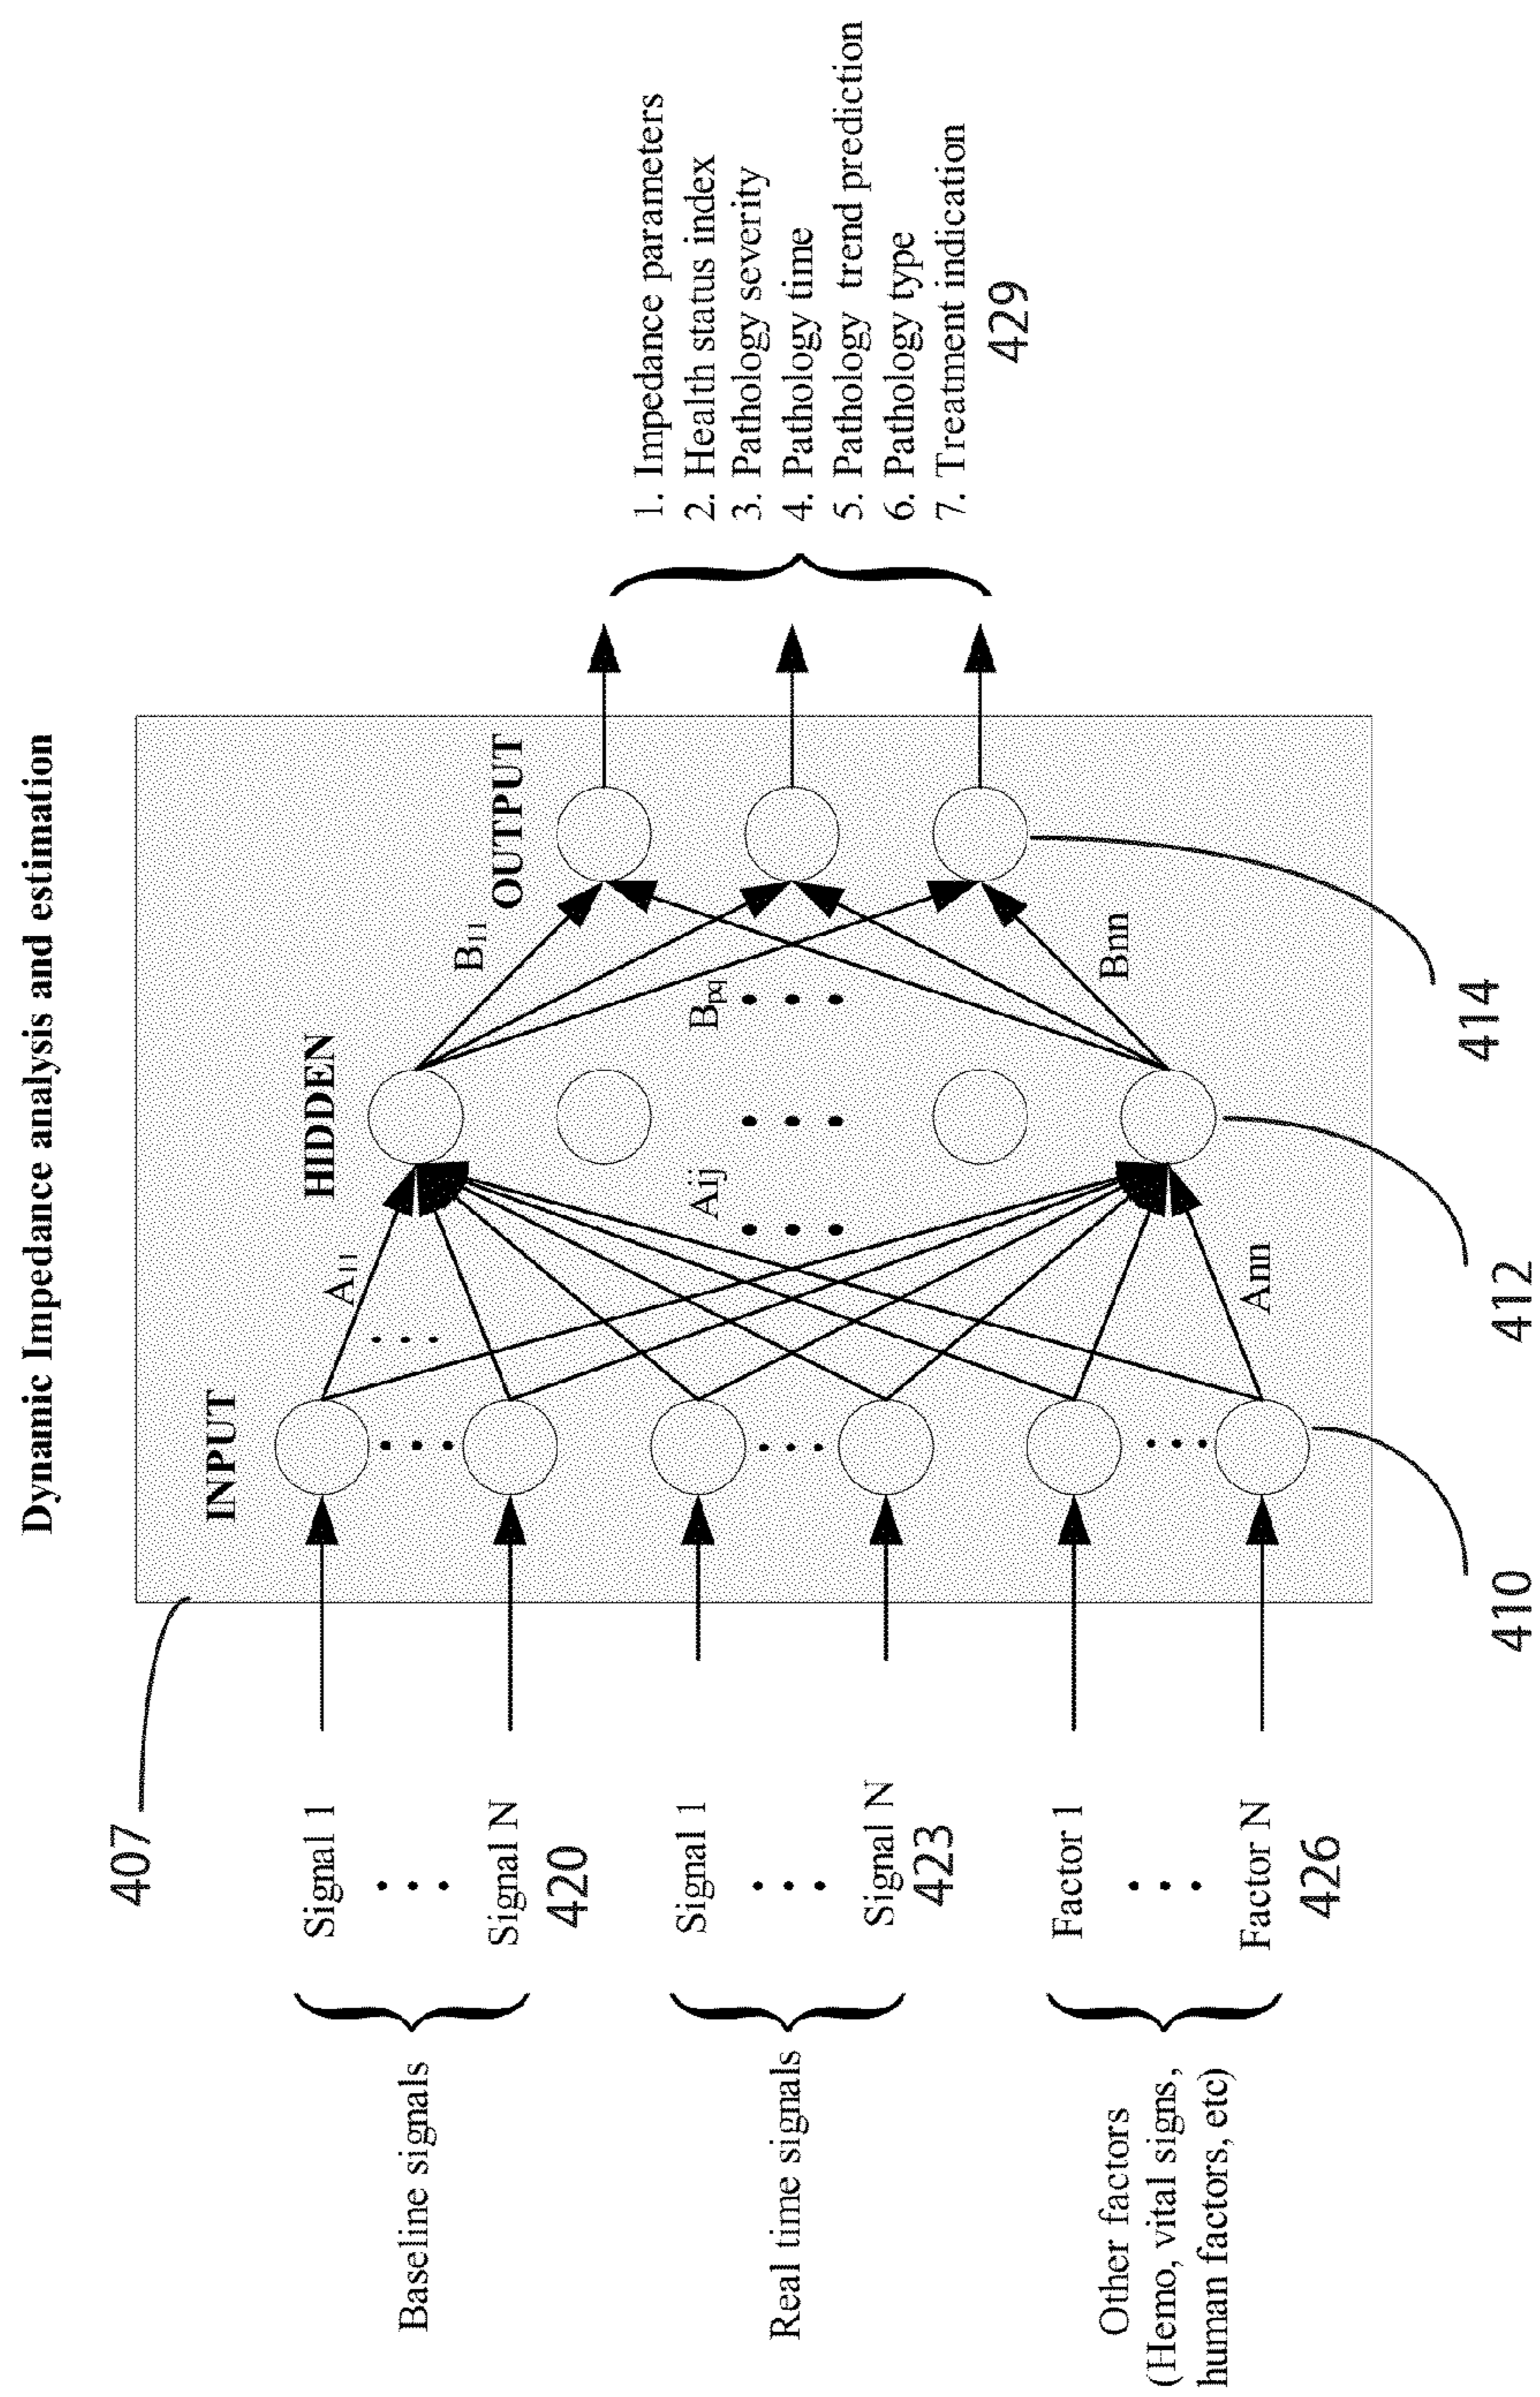 Dynamic Impedance analysis and estimation
407
INPUT
HIDDEN
OUTPUT
Baseline signals
Signal 1
Signal N
420
Real time signals
Signal 1
Signal N
423
Other factors
(Hemo, vital signs,
human factors, etc)
Factor 1
Factor N
426
A11
Aij
Ann
B11
Bpq
Bnn
1. Impedance parameters
2. Health status index
3. Pathology severity
4. Pathology time
5. Pathology trend prediction
6. Pathology type
7. Treatment indication
429
410
412
414